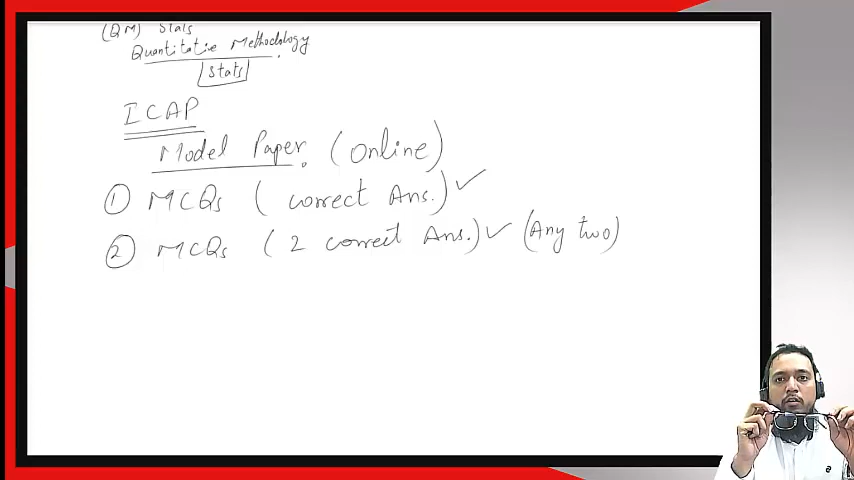 (QM) Stats
Quantitative Methodology
Stats
ICAP
Model Paper. (Online)
① MCQs ( correct Ans.) ✓
② MCQs ( 2 correct Ans.) ✓ (Any two)